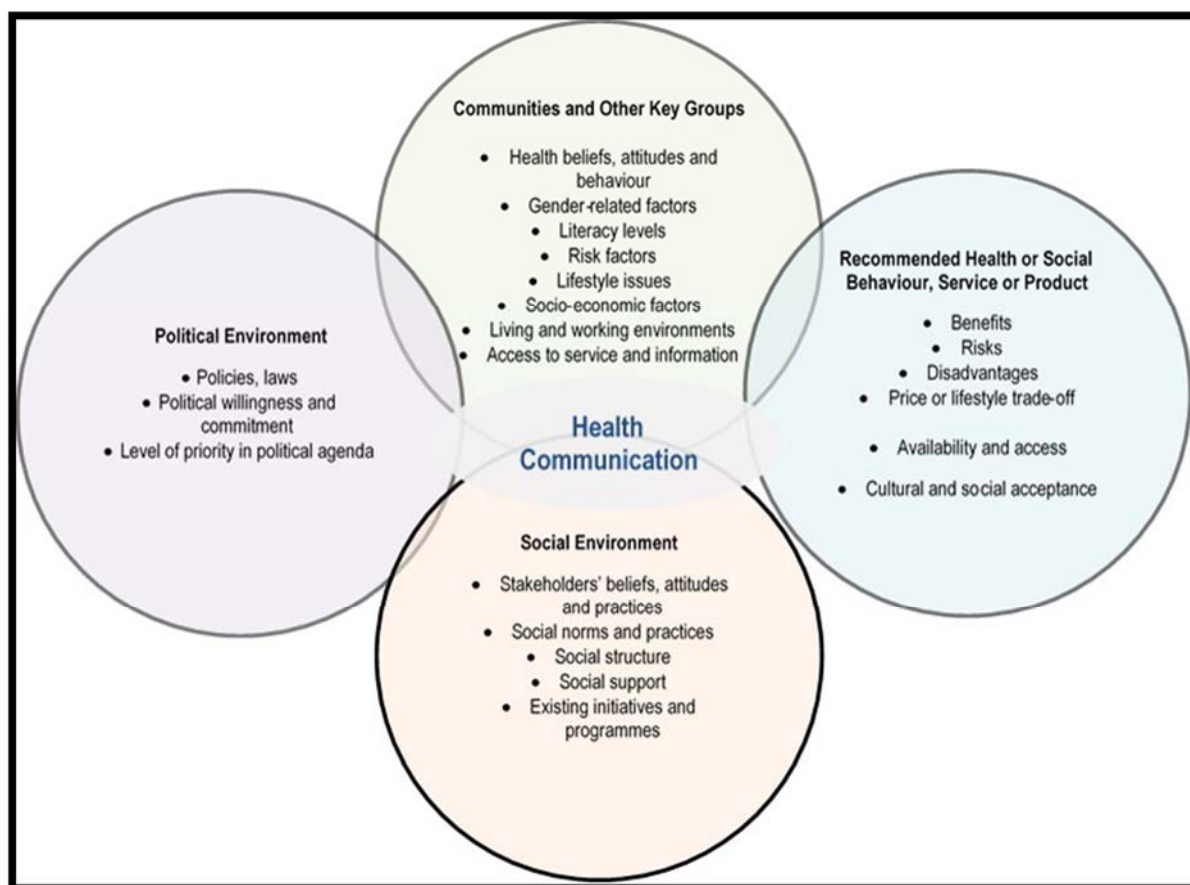 Communities and Other Key Groups
• Health beliefs, attitudes and
behaviour
• Gender-related factors
• Literacy levels
• Risk factors
• Lifestyle issues
• Socio-economic factors
• Living and working environments
• Access to service and information
Political Environment
• Policies, laws
• Political willingness and
commitment
• Level of priority in political agenda
Recommended Health or Social
Behaviour, Service or Product
• Benefits
• Risks
• Disadvantages
• Price or lifestyle trade-off
• Availability and access
• Cultural and social acceptance
Health
Communication
Social Environment
• Stakeholders' beliefs, attitudes
and practices
• Social norms and practices
• Social structure
• Social support
• Existing initiatives and
programmes